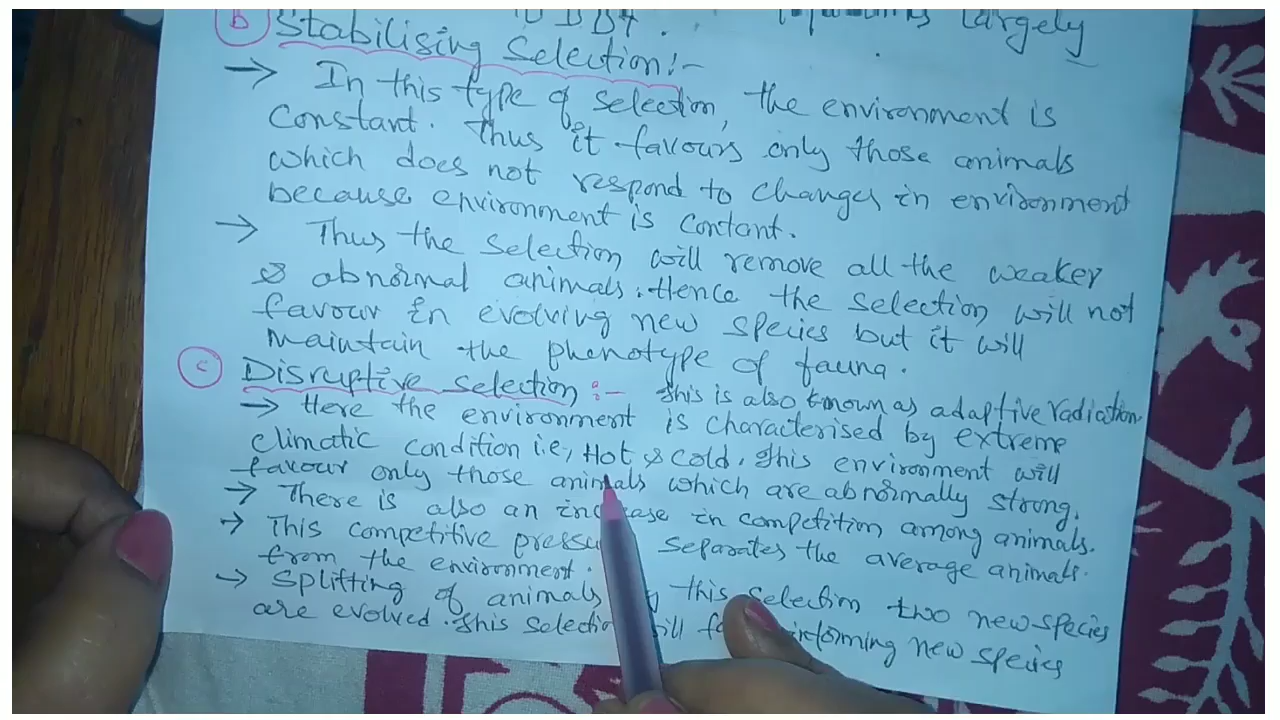 largely
b Stabilising Selection:-
→ In this type of selection, the environment is
Constant. Thus it favours only those animals
which does not respond to changes in environment
because environment is contant.
→ Thus the selection will remove all the weaker
& abnormal animals. Hence the selection will not
favour in evolving new species but it will
maintain the phenotype of fauna.
c Disruptive selection :- This is also known as adaptive radiation.
→ Here the environment is characterised by extreme
climatic condition i.e, Hot & cold. This environment will
favour only those animals which are abnormally strong.
→ There is also an increase in competition among animals.
→ This competitive separates the average animals.
from the environment.
→ Splitting of animals this selection two new species
are evolved. This forming new species